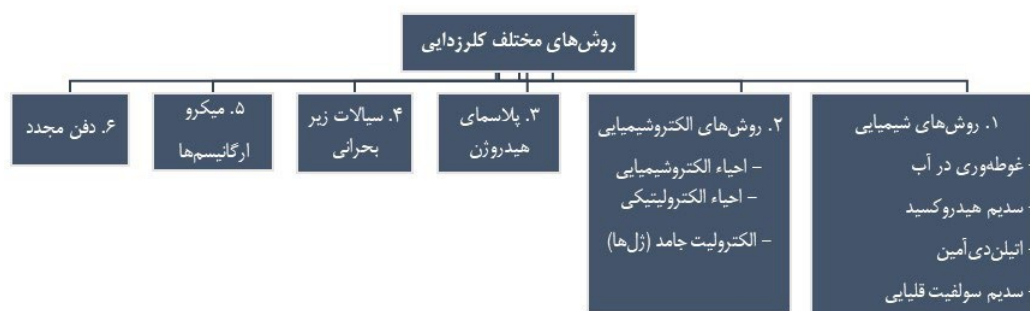 روش‌های مختلف کلرزدایی
۱. روش‌های شیمیایی
- غوطه‌وری در آب
- سدیم هیدروکسید
- اتیلن‌دی‌آمین
- سدیم سولفیت قلیایی
۲. روش‌های الکتروشیمیایی
- احیاء الکتروشیمیایی
- احیاء الکترولیتیکی
- الکترولیت جامد (ژل‌ها)
۳. پلاسمای
هیدروژن
۴. سیالات زیر
بحرانی
۵. میکرو
ارگانیسم‌ها
۶. دفن مجدد